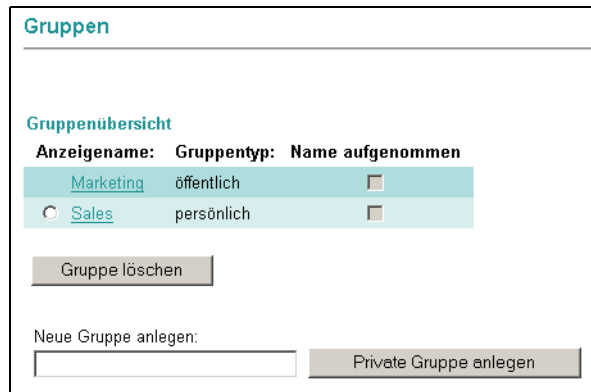 Gruppen
Gruppenübersicht
Anzeigename: Gruppentyp: Name aufgenommen
Marketing öffentlich
Sales persönlich
Gruppe löschen
Neue Gruppe anlegen:
Private Gruppe anlegen